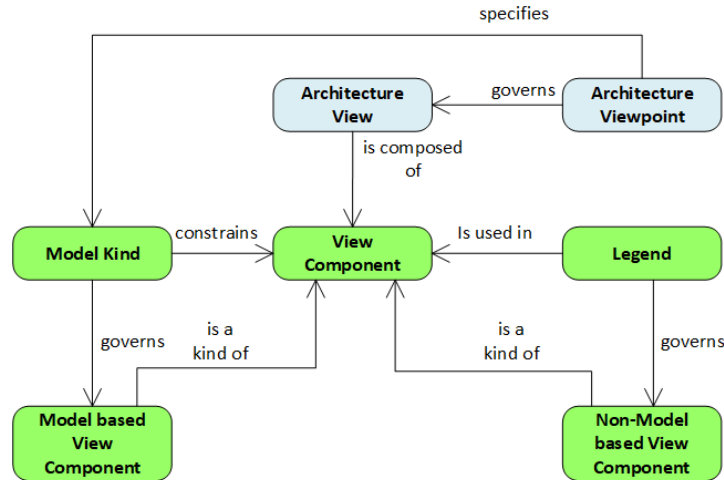 specifies
Architecture
View
governs
Architecture
Viewpoint
is composed
of
Model Kind
constrains
View
Component
Is used in
Legend
governs
is a
kind of
is a
kind of
governs
Model based
View
Component
Non-Model
based View
Component